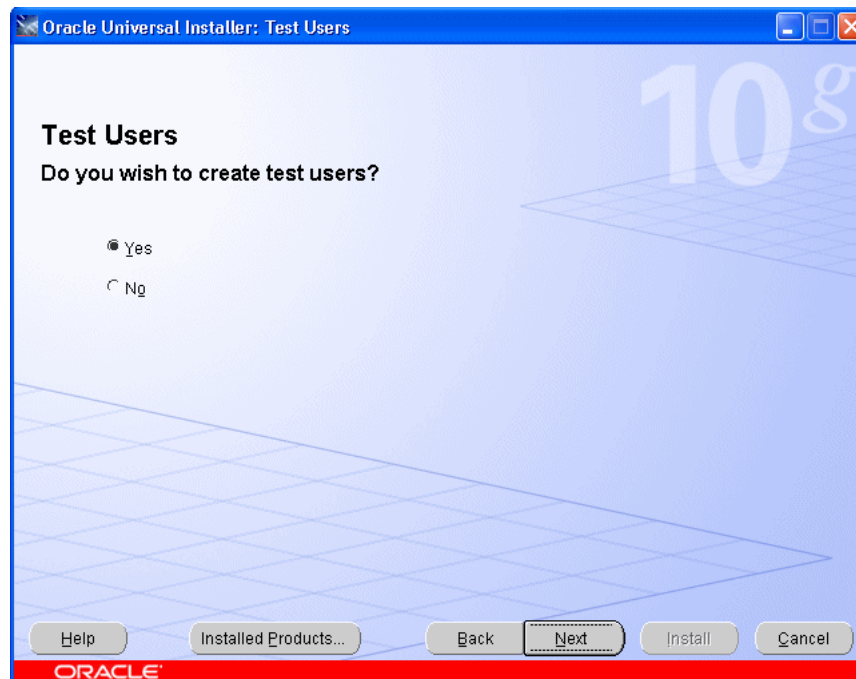 Oracle Universal Installer: Test Users
10g
Test Users
Do you wish to create test users?
Yes
No
Help Installed Products... Back Next Install Cancel
ORACLE